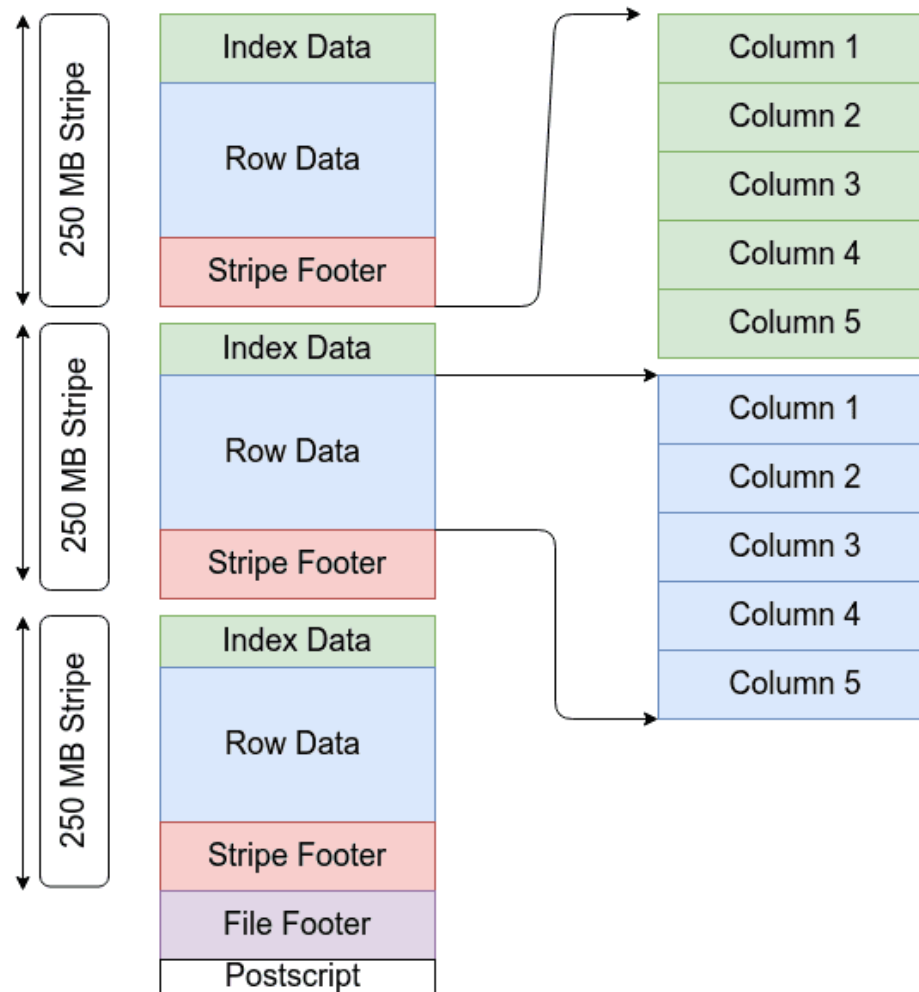 250 MB Stripe
Index Data
Row Data
Stripe Footer
250 MB Stripe
Index Data
Row Data
Stripe Footer
250 MB Stripe
Index Data
Row Data
Stripe Footer
File Footer
Postscript
Column 1
Column 2
Column 3
Column 4
Column 5
Column 1
Column 2
Column 3
Column 4
Column 5